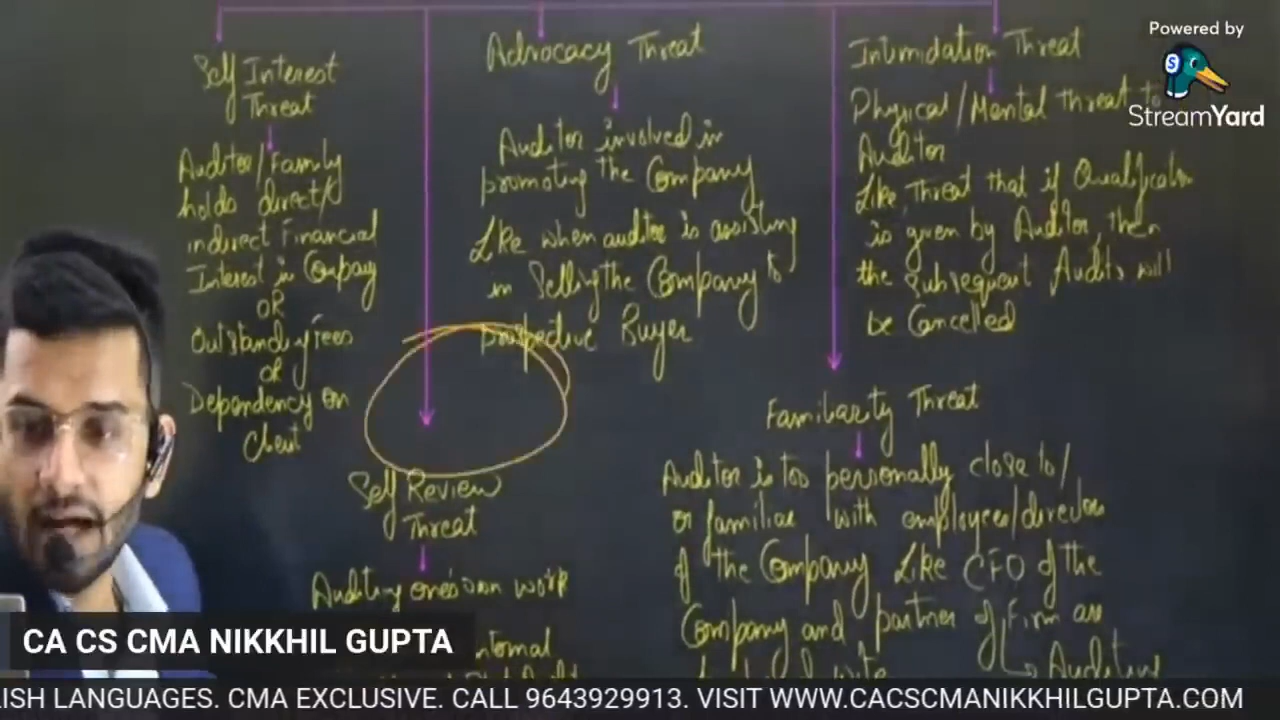 Self Interest
Threat
Auditor/Family
holds direct/
indirect Financial
Interest in Company
OR
Outstanding fees
OR
Dependency on
Client
Self Review
Threat
Auditing one's own work
nternal
Advocacy Threat
Auditor involved in
promoting the Company
Like when auditor is assisting
in Selling the Company to
prospective Buyer
Intimidation Threat
Physical/Mental threat to
Auditor
Like Threat that if Qualification
is given by Auditor, then
the subsequent Audits will
be Cancelled
Familiarity Threat
Auditor is too personally close to/
or familiar with employees/directors
of the Company Like CFO of the
Company and partner of Firm are
Auditing
Powered by
S
StreamYard
CA CS CMA NIKKHIL GUPTA
LISH LANGUAGES. CMA EXCLUSIVE. CALL 9643929913. VISIT WWW.CACSCMANIKKHILGUPTA.COM